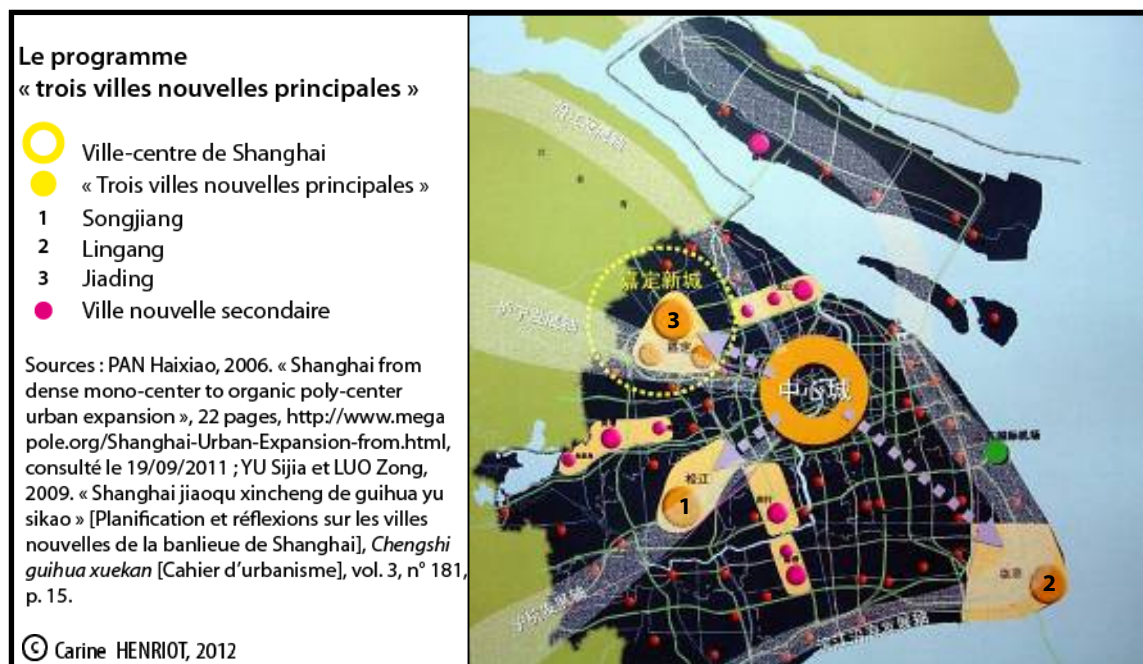 Le programme
« trois villes nouvelles principales »
Ville-centre de Shanghai
« Trois villes nouvelles principales »
1 Songjiang
2 Lingang
3 Jiading
Ville nouvelle secondaire
Sources : PAN Haixiao, 2006. « Shanghai from
dense mono-center to organic poly-center
urban expansion », 22 pages, http://www.mega
pole.org/Shanghai-Urban-Expansion-from.html,
consulté le 19/09/2011 ; YU Sijia et LUO Zong,
2009. « Shanghai jiaoqu xincheng de guihua yu
sikao » [Planification et réflexions sur les villes
nouvelles de la banlieue de Shanghai], Chengshi
guihua xuekan [Cahier d'urbanisme], vol. 3, n° 181,
p. 15.
© Carine HENRIOT, 2012
嘉定新城
3
中心城
松江
1
2